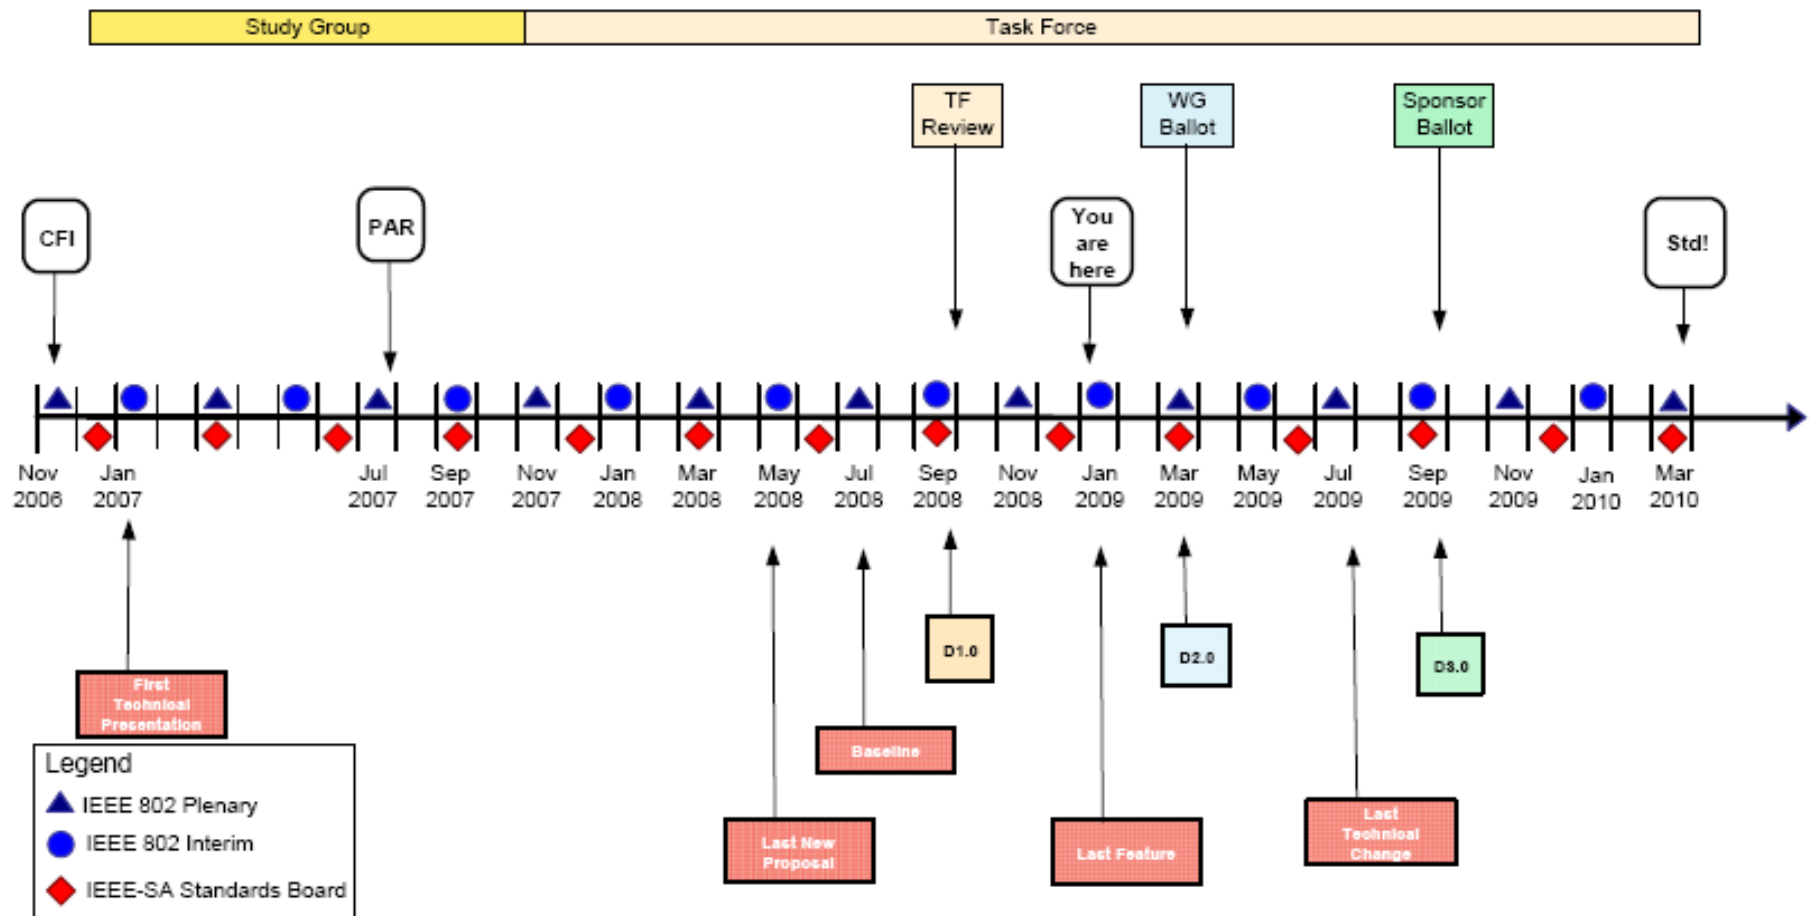 Study Group
Task Force
TF
Review
WG
Ballot
Sponsor
Ballot
CFI
PAR
You
are
here
Std!
Nov
2006
Jan
2007
Jul
2007
Sep
2007
Nov
2007
Jan
2008
Mar
2008
May
2008
Jul
2008
Sep
2008
Nov
2008
Jan
2009
Mar
2009
May
2009
Jul
2009
Sep
2009
Nov
2009
Jan
2010
Mar
2010
D1.0
D2.0
D3.0
First
Technical
Presentation
Baseline
Last New
Proposal
Last Feature
Last
Technical
Change
Legend
IEEE 802 Plenary
IEEE 802 Interim
IEEE-SA Standards Board